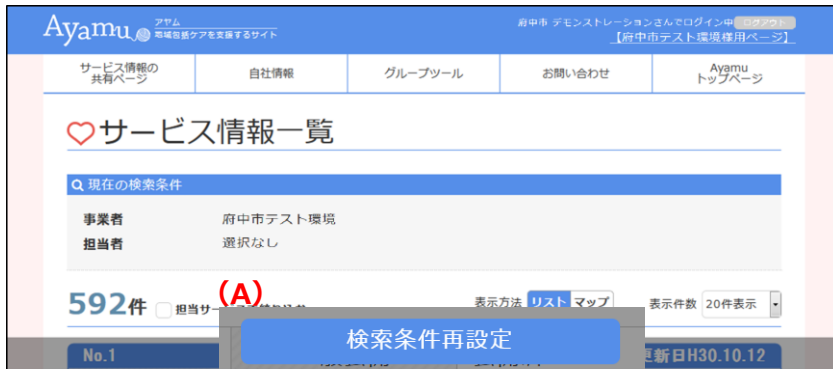 Ayamu アヤム
地域包括ケアを支援するサイト
府中市 デモンストレーションさんでログイン中 ログアウト
【府中市テスト環境様用ページ】
サービス情報の
共有ページ
自社情報
グループツール
お問い合わせ
Ayamu
トップページ
サービス情報一覧
現在の検索条件
事業者 府中市テスト環境
担当者 選択なし
(A)
592件 担当サ
表示方法 リスト マップ 表示件数 20件表示
検索条件再設定
No.1
更新日H30.10.12